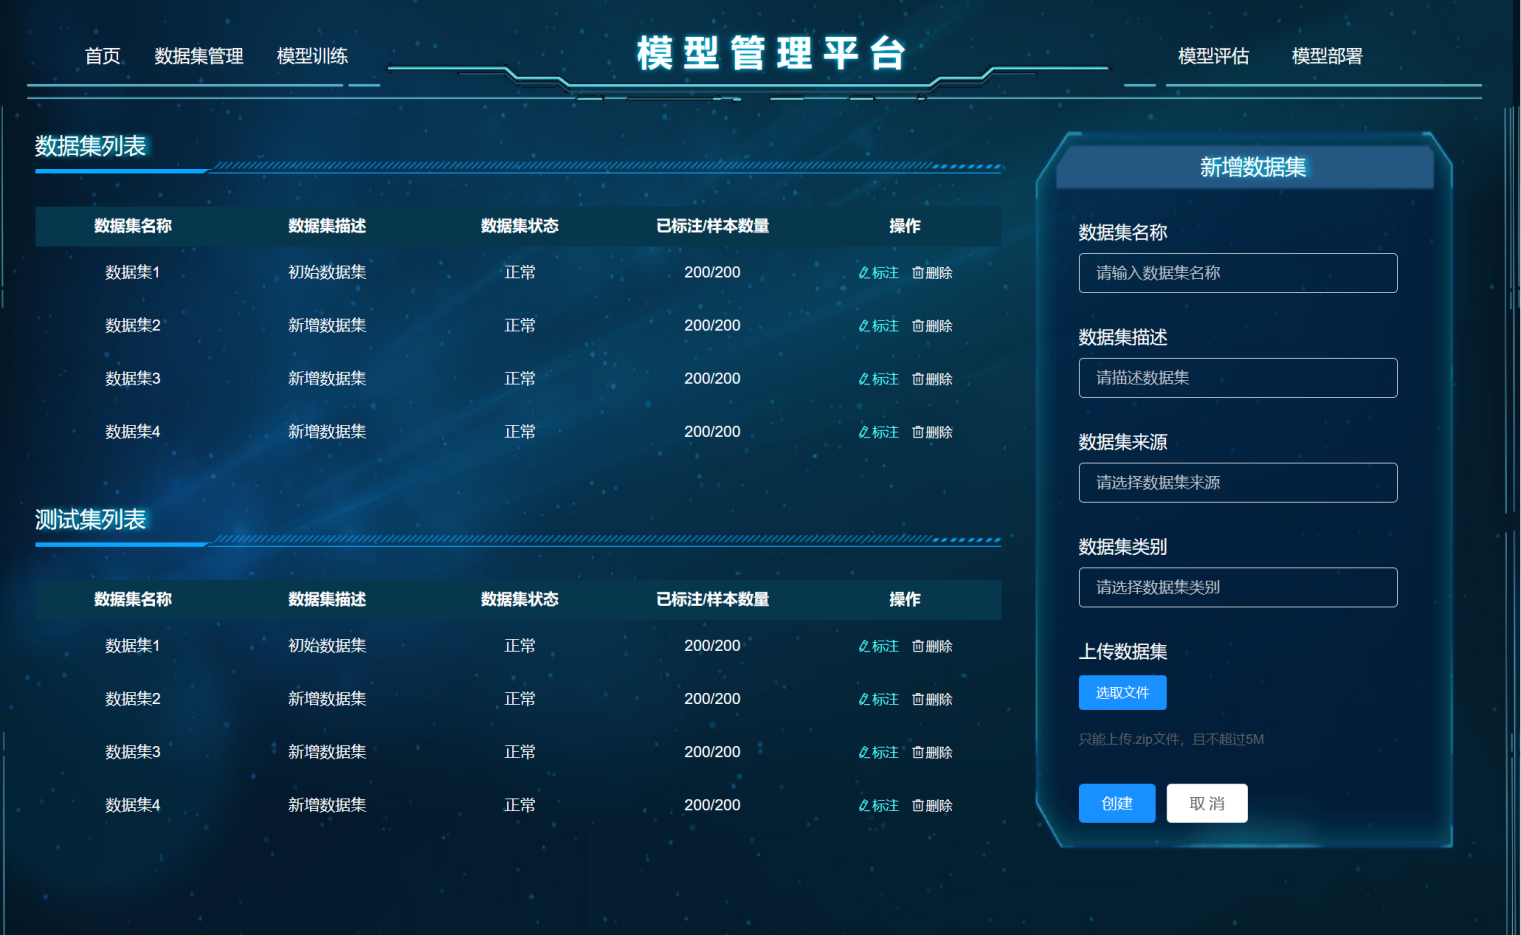 首页 数据集管理 模型训练 模型管理平台 模型评估 模型部署
数据集列表
数据集名称 数据集描述 数据集状态 已标注/样本数量 操作
数据集1 初始数据集 正常 200/200 标注 删除
数据集2 新增数据集 正常 200/200 标注 删除
数据集3 新增数据集 正常 200/200 标注 删除
数据集4 新增数据集 正常 200/200 标注 删除
测试集列表
数据集名称 数据集描述 数据集状态 已标注/样本数量 操作
数据集1 初始数据集 正常 200/200 标注 删除
数据集2 新增数据集 正常 200/200 标注 删除
数据集3 新增数据集 正常 200/200 标注 删除
数据集4 新增数据集 正常 200/200 标注 删除
新增数据集
数据集名称
请输入数据集名称
数据集描述
请描述数据集
数据集来源
请选择数据集来源
数据集类别
请选择数据集类别
上传数据集
选取文件
只能上传.zip文件，且不超过5M
创建 取消